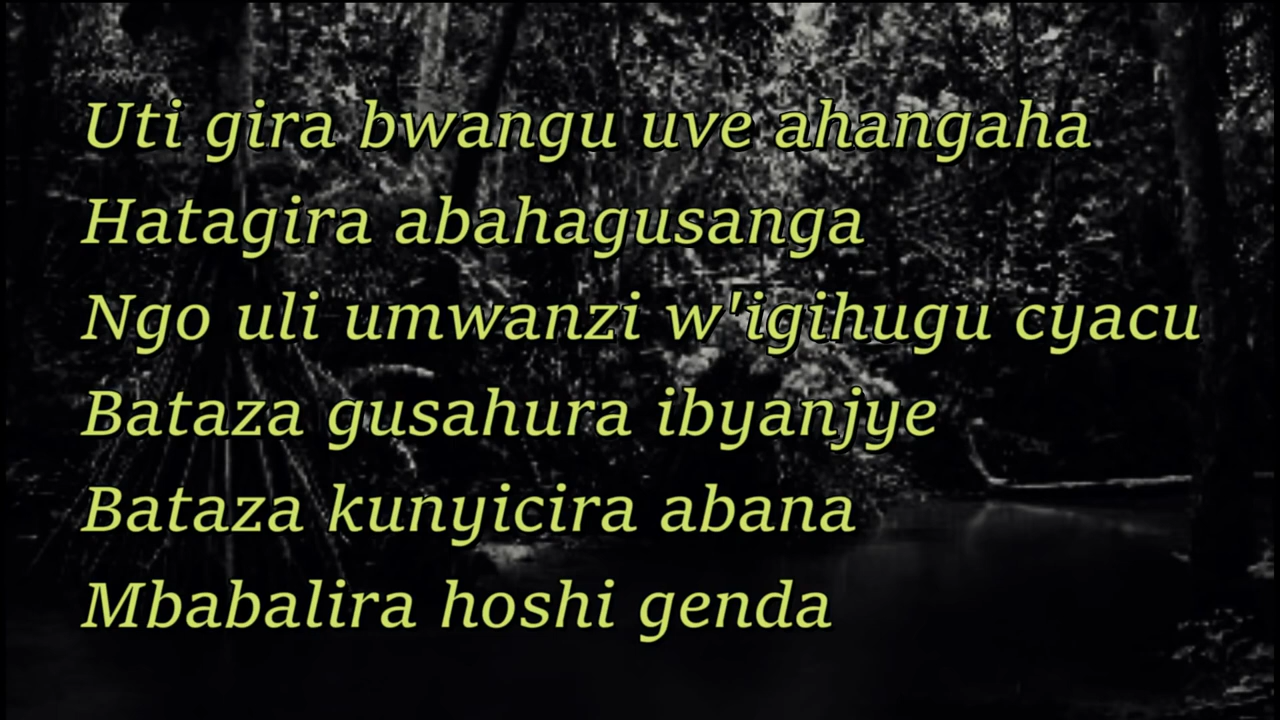 Uti gira bwangu uve ahangaha
Hatagira abahagusanga
Ngo uli umwanzi w'igihugu cyacu
Bataza gusahura ibyanjye
Bataza kunyicira abana
Mbabalira hoshi genda